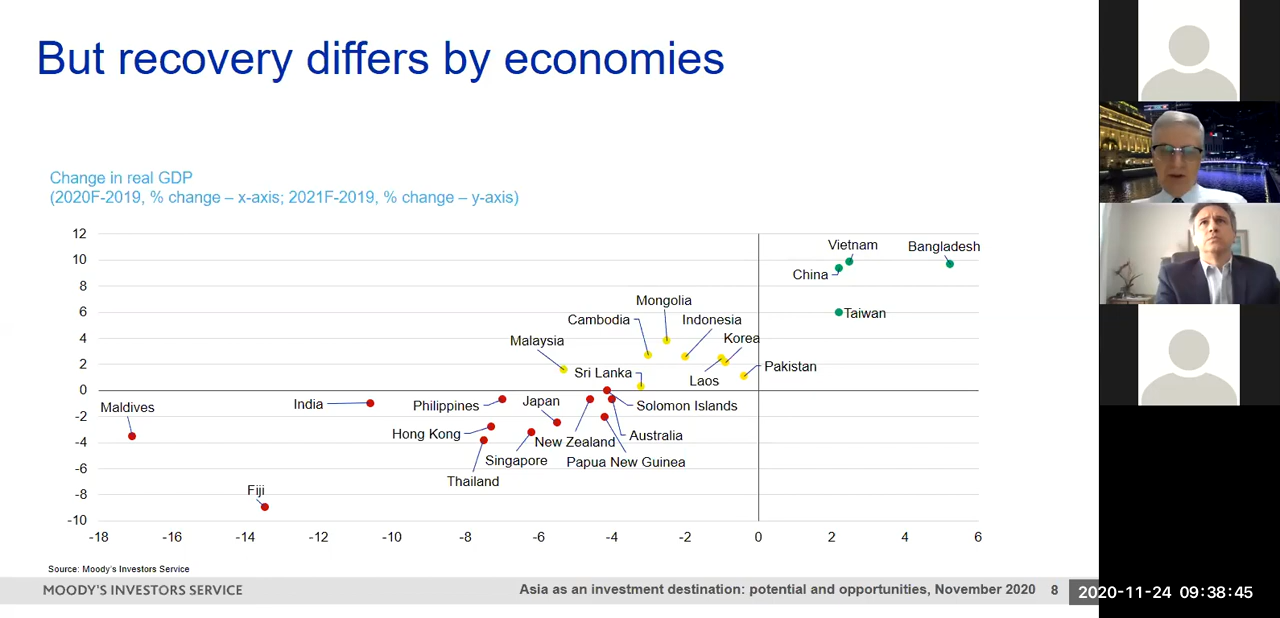 But recovery differs by economies
Change in real GDP
(2020F-2019, % change – x-axis; 2021F-2019, % change – y-axis)
12
10
8
6
4
2
0
-2
-4
-6
-8
-10
Vietnam
Bangladesh
China
Mongolia
Taiwan
Cambodia
Indonesia
Malaysia
Korea
Sri Lanka
Laos
Pakistan
Maldives
India
Philippines
Japan
Solomon Islands
Hong Kong
New Zealand
Australia
Singapore
Papua New Guinea
Thailand
Fiji
-18 -16 -14 -12 -10 -8 -6 -4 -2 0 2 4 6
Source: Moody's Investors Service
MOODY'S INVESTORS SERVICE
Asia as an investment destination: potential and opportunities, November 2020 8
2020-11-24 09:38:45